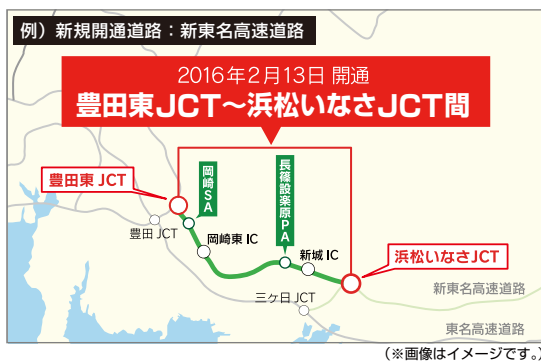 例）新規開通道路：新東名高速道路
2016年2月13日 開通
豊田東JCT～浜松いなさJCT間
豊田東 JCT
岡崎SA
長篠設楽原PA
豊田 JCT
岡崎東 IC
新城 IC
浜松いなさJCT
三ヶ日 JCT
新東名高速道路
東名高速道路
（※画像はイメージです。）